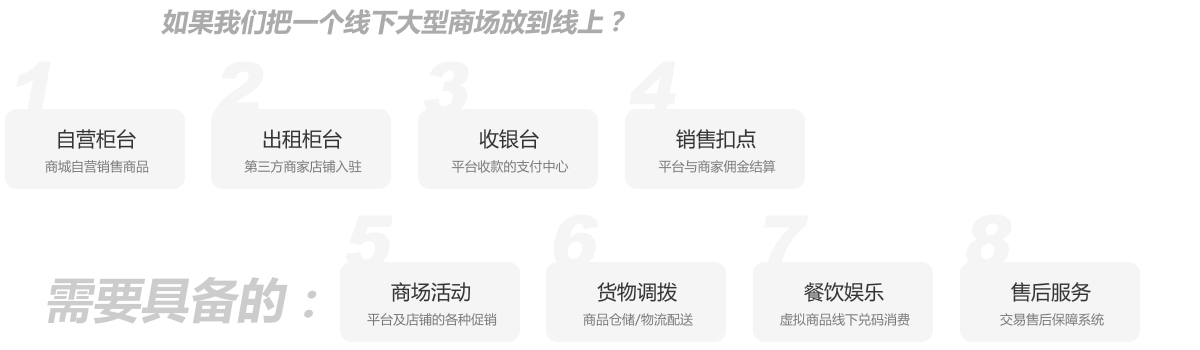 如果我们把一个线下大型商场放到线上？
1
2
3
4
自营柜台
出租柜台
收银台
销售扣点
商城自营销售商品
第三方商家店铺入驻
平台收款的支付中心
平台与商家佣金结算
5
6
7
8
需要具备的：
商场活动
货物调拨
餐饮娱乐
售后服务
平台及店铺的各种促销
商品仓储/物流配送
虚拟商品线下兑码消费
交易售后保障系统